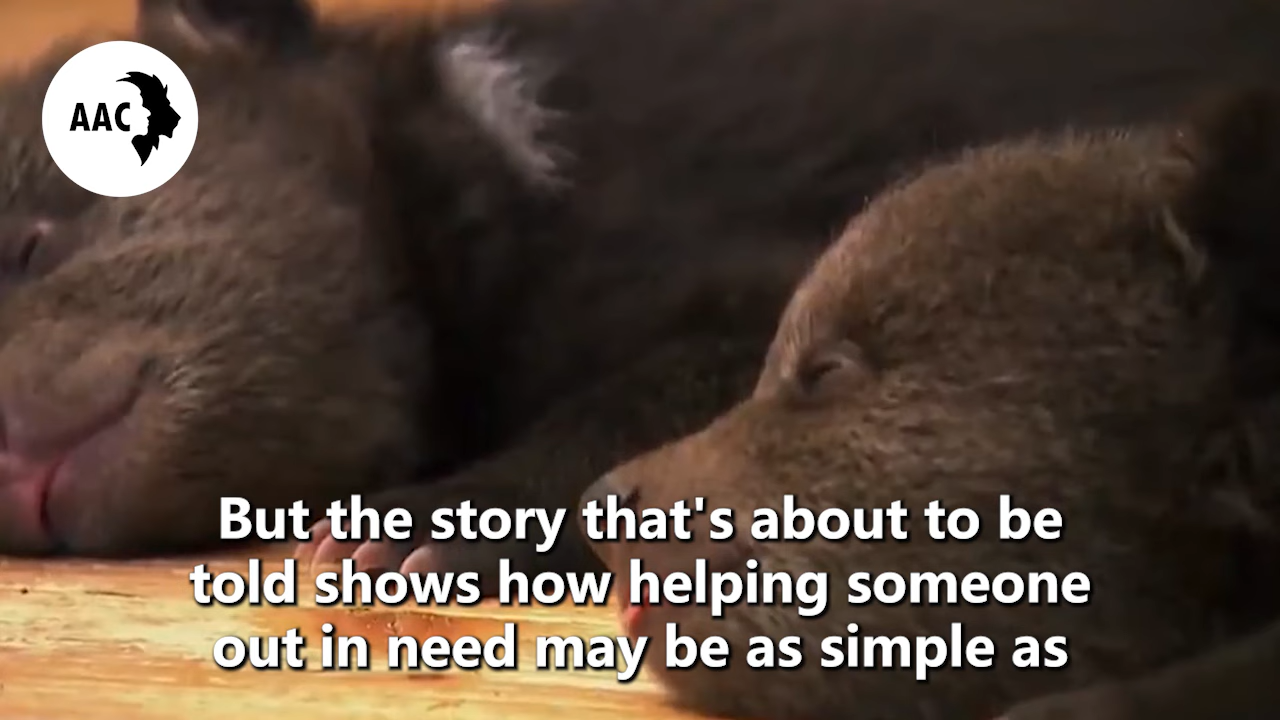 AAC
But the story that's about to be
told shows how helping someone
out in need may be as simple as